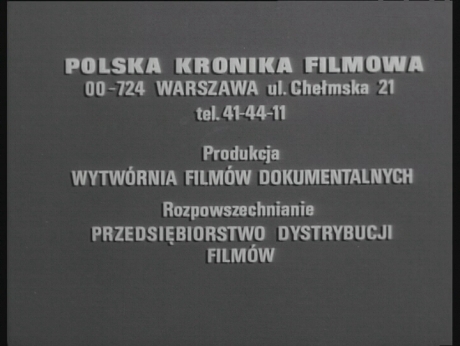 POLSKA KRONIKA FILMOWA
00-724 WARSZAWA ul. Chełmska 21
tel. 41-44-11
Produkcja
WYTWÓRNIA FILMÓW DOKUMENTALNYCH
Rozpowszechnianie
PRZEDSIĘBIORSTWO DYSTRYBUCJI
FILMÓW